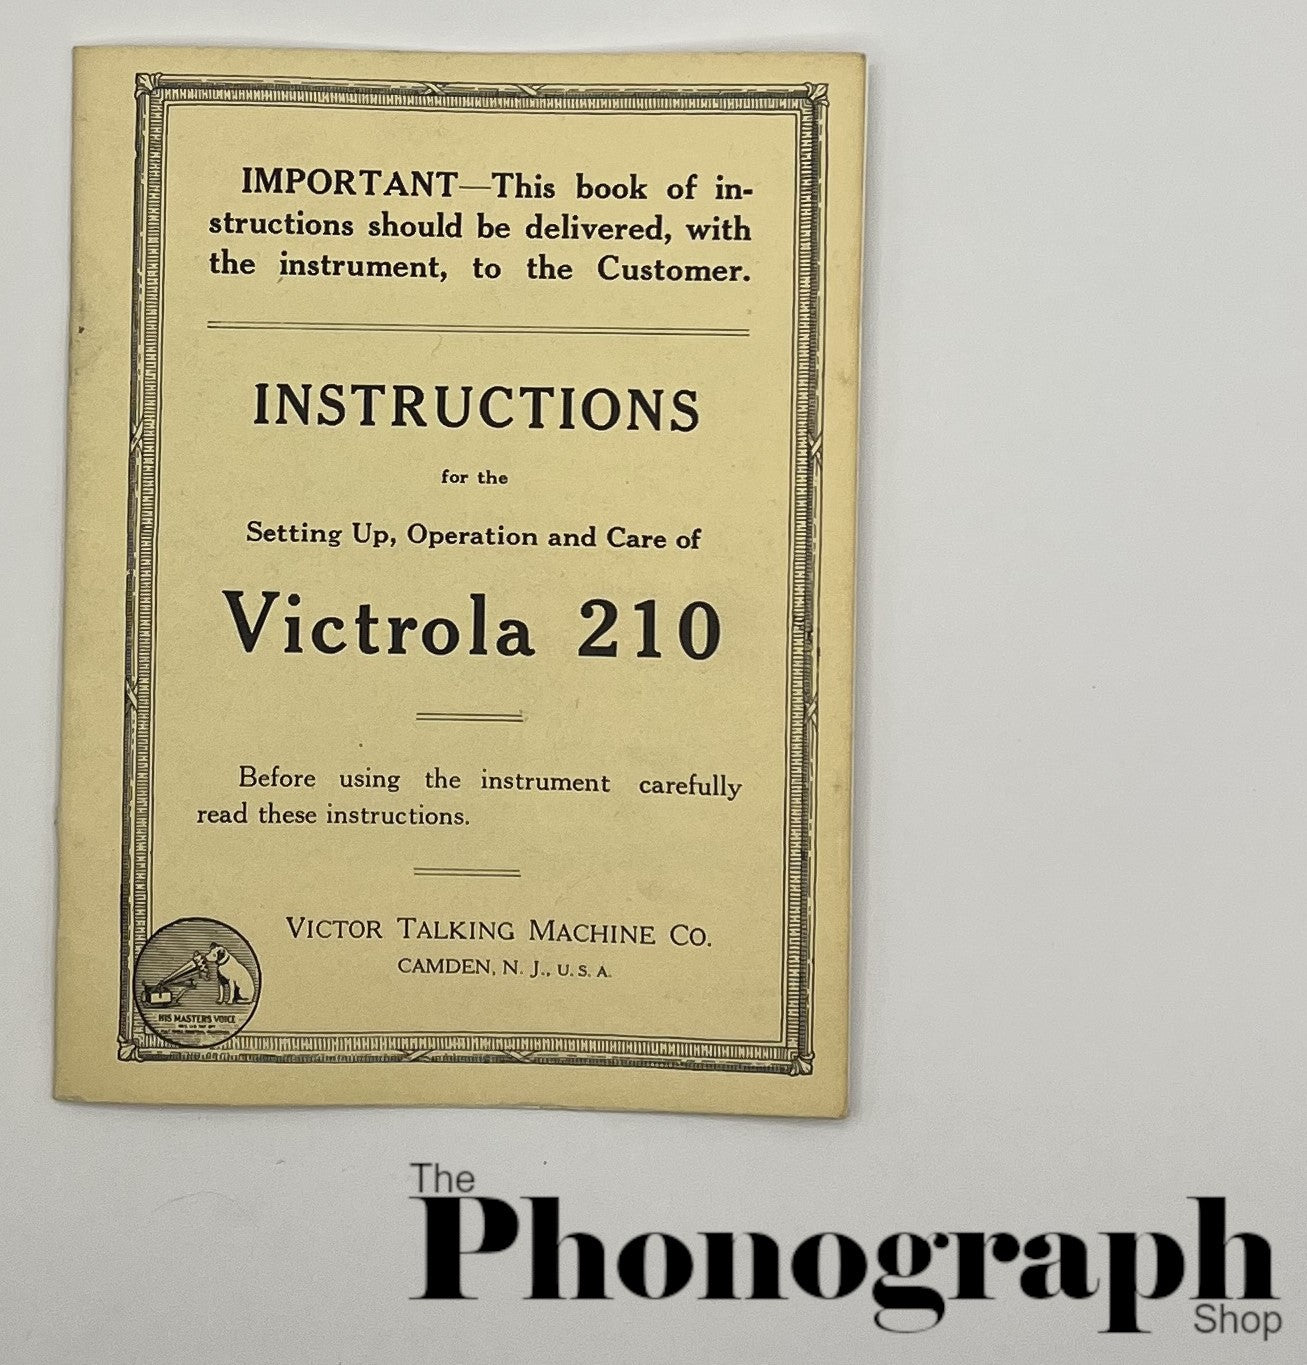 IMPORTANT—This book of in-
structions should be delivered, with
the instrument, to the Customer.
INSTRUCTIONS
for the
Setting Up, Operation and Care of
Victrola 210
Before using the instrument carefully
read these instructions.
VICTOR TALKING MACHINE CO.
CAMDEN, N. J., U. S. A.
HIS MASTER'S VOICE
The
Phonograph
Shop